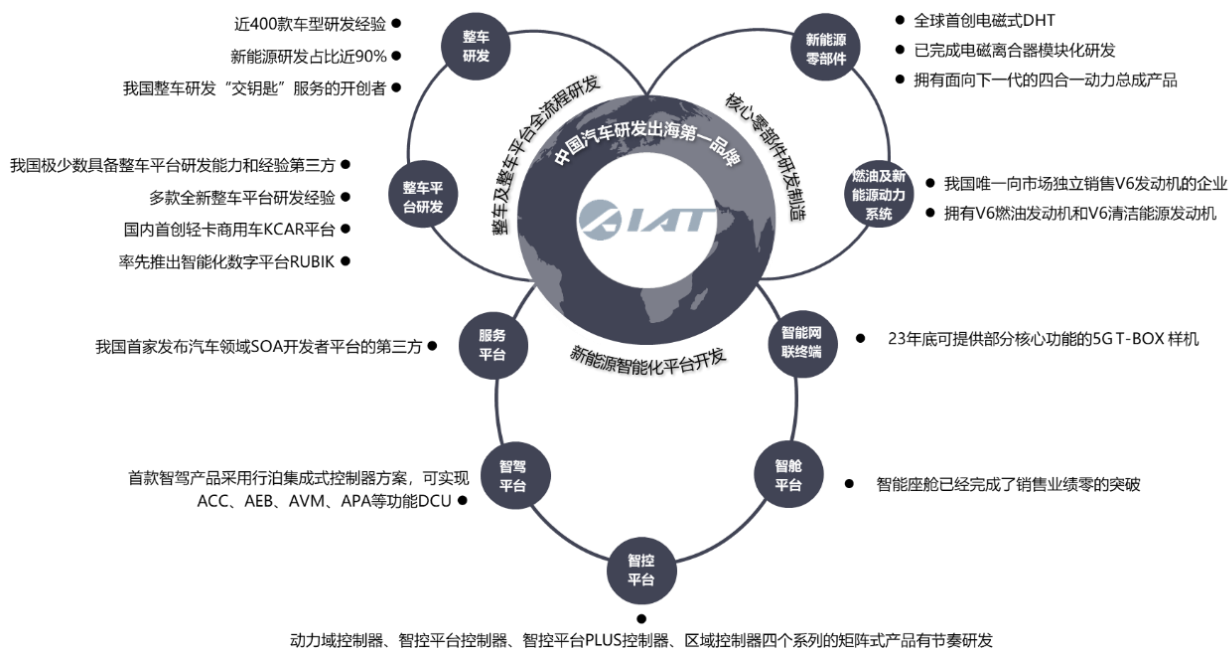 近400款车型研发经验
新能源研发占比近90%
我国整车研发“交钥匙”服务的开创者
整车
研发
我国极少数具备整车平台研发能力和经验第三方
多款全新整车平台研发经验
国内首创轻卡商用车KCAR平台
率先推出智能化数字平台RUBIK
整车平
台研发
整车及整车平台全流程研发
中国汽车研发出海第一品牌
IAT
核心零部件研发制造
新能源
零部件
全球首创电磁式DHT
已完成电磁离合器模块化研发
拥有面向下一代的四合一动力总成产品
燃油及新
能源动力
系统
我国唯一向市场独立销售V6发动机的企业
拥有V6燃油发动机和V6清洁能源发动机
新能源智能化平台开发
服务
平台
我国首家发布汽车领域SOA开发者平台的第三方
智能网
联终端
23年底可提供部分核心功能的5G T-BOX 样机
智驾
平台
首款智驾产品采用行泊集成式控制器方案，可实现
ACC、AEB、AVM、APA等功能DCU
智舱
平台
智能座舱已经完成了销售业绩零的突破
智控
平台
动力域控制器、智控平台控制器、智控平台PLUS控制器、区域控制器四个系列的矩阵式产品有节奏研发